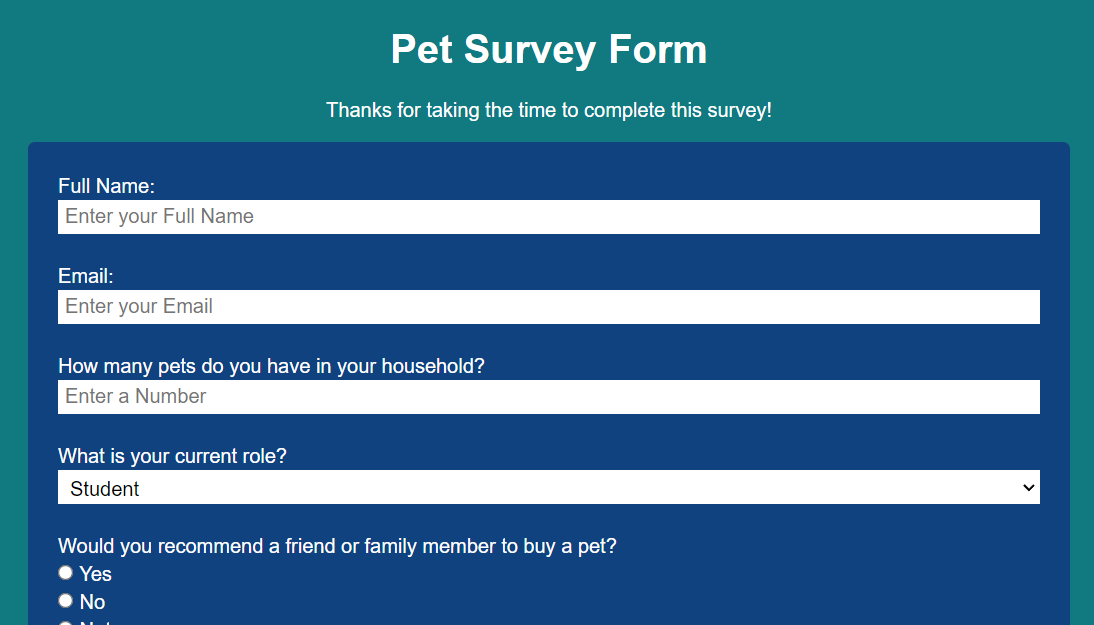 Pet Survey Form
Thanks for taking the time to complete this survey!
Full Name:
Enter your Full Name
Email:
Enter your Email
How many pets do you have in your household?
Enter a Number
What is your current role?
Student
Would you recommend a friend or family member to buy a pet?
Yes
No